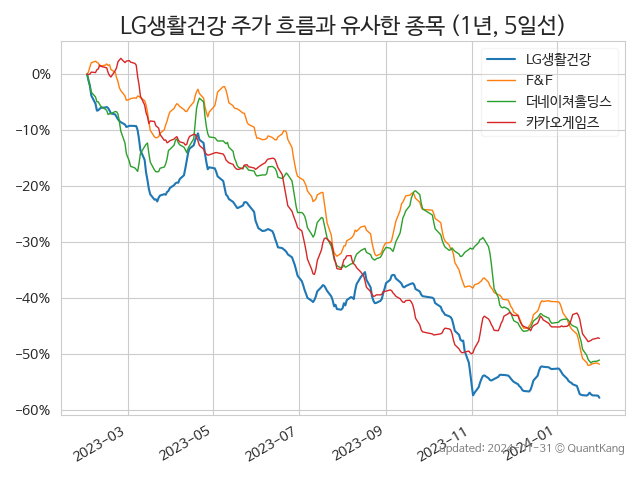 LG생활건강 주가 흐름과 유사한 종목 (1년, 5일선)
LG생활건강
F&F
더네이쳐홀딩스
카카오게임즈
0%
−10%
−20%
−30%
−40%
−50%
−60%
2023-03
2023-05
2023-07
2023-09
2023-11
2024-01
updated: 2024-01-31 © QuantKang